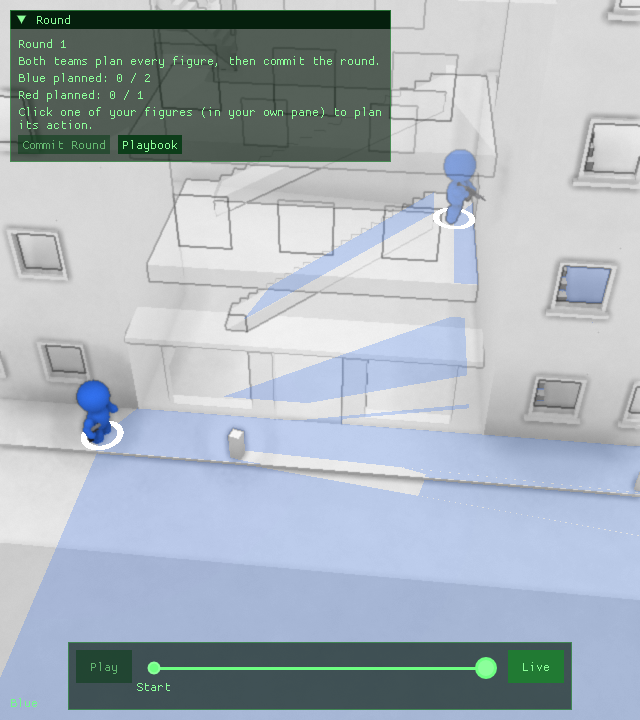 Round
Round 1
Both teams plan every figure, then commit the round.
Blue planned: 0 / 2
Red planned: 0 / 1
Click one of your figures (in your own pane) to plan
its action.
Commit Round Playbook
Play
Live
Start
Blue